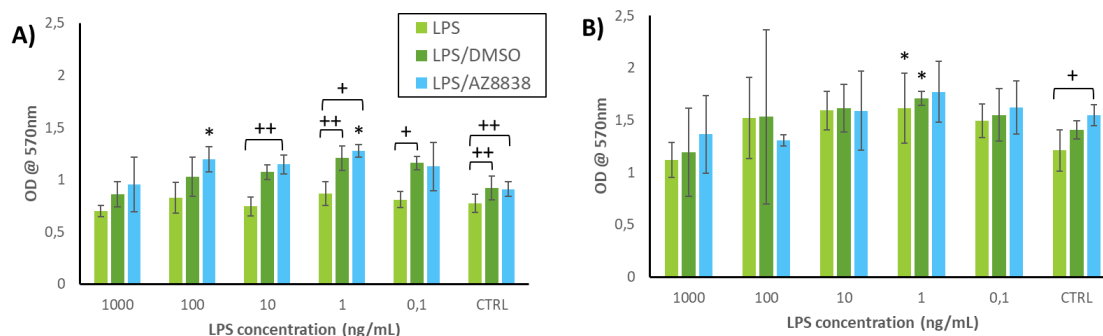 A)
2,5
2
1,5
1
0,5
0
OD @ 570nm
LPS
LPS/DMSO
LPS/AZ8838
*
++
+
++
*
+
++
++
1000 100 10 1 0,1 CTRL
LPS concentration (ng/mL)
B)
2,5
2
1,5
1
0,5
0
OD @ 570nm
*
*
+
1000 100 10 1 0,1 CTRL
LPS concentration (ng/mL)